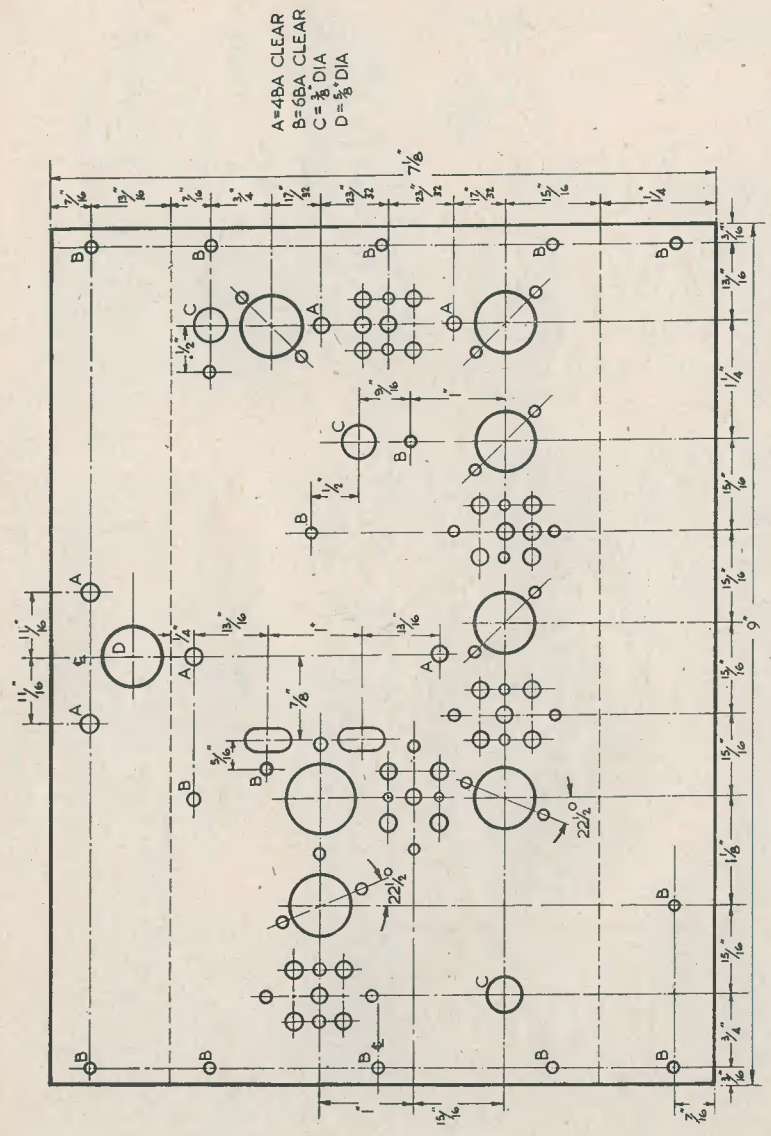 A=4BA CLEAR
B=6BA CLEAR
C=3/8" DIA
D=5/8" DIA
7 1/8"
7/16"
13/16"
7/16"
3/4"
17/32"
23/32"
23/32"
17/32"
15/16"
1 1/4"
B
B
B
B
B
C
1/2"
A
A
9/16"
1"
C
B
1/2"
B
11/16"
11/16"
A
℄
D
A
A
1/4"
13/16"
1"
13/16"
A
7/8"
5/16"
B
B
22 1/2°
22 1/2°
B
C
B
B
B
℄
B
B
1"
15/16"
7/16"
3/16"
13/16"
1 1/4"
15/16"
15/16"
15/16"
15/16"
1 1/8"
15/16"
3/4"
3/16"
9"